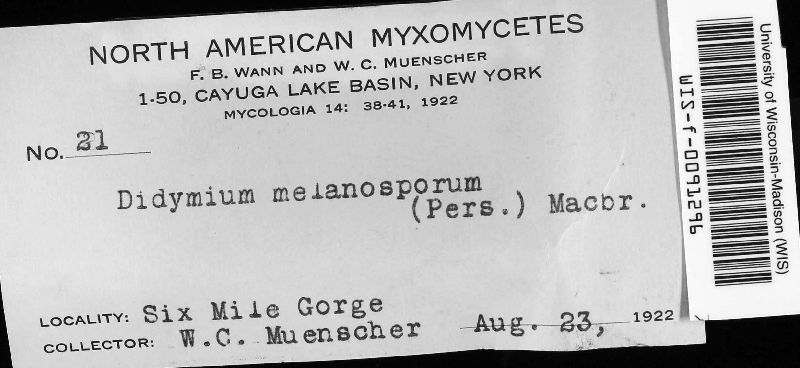 NORTH AMERICAN MYXOMYCETES
F. B. WANN AND W. C. MUENSCHER
1-50, CAYUGA LAKE BASIN, NEW YORK
MYCOLOGIA 14: 38-41, 1922
No. 21
Didymium melanosporum
(Pers.) Macbr.
LOCALITY: Six Mile Gorge
COLLECTOR: W.C. Muenscher Aug. 23, 1922
WIS-f-0091296
University of Wisconsin-Madison (WIS)